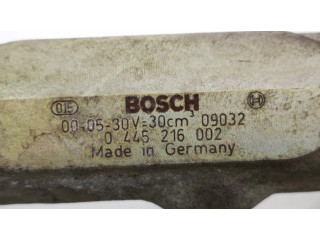 BOSCH
00-05-30V=30cm³ 09032
0 445 216 002
Made in Germany